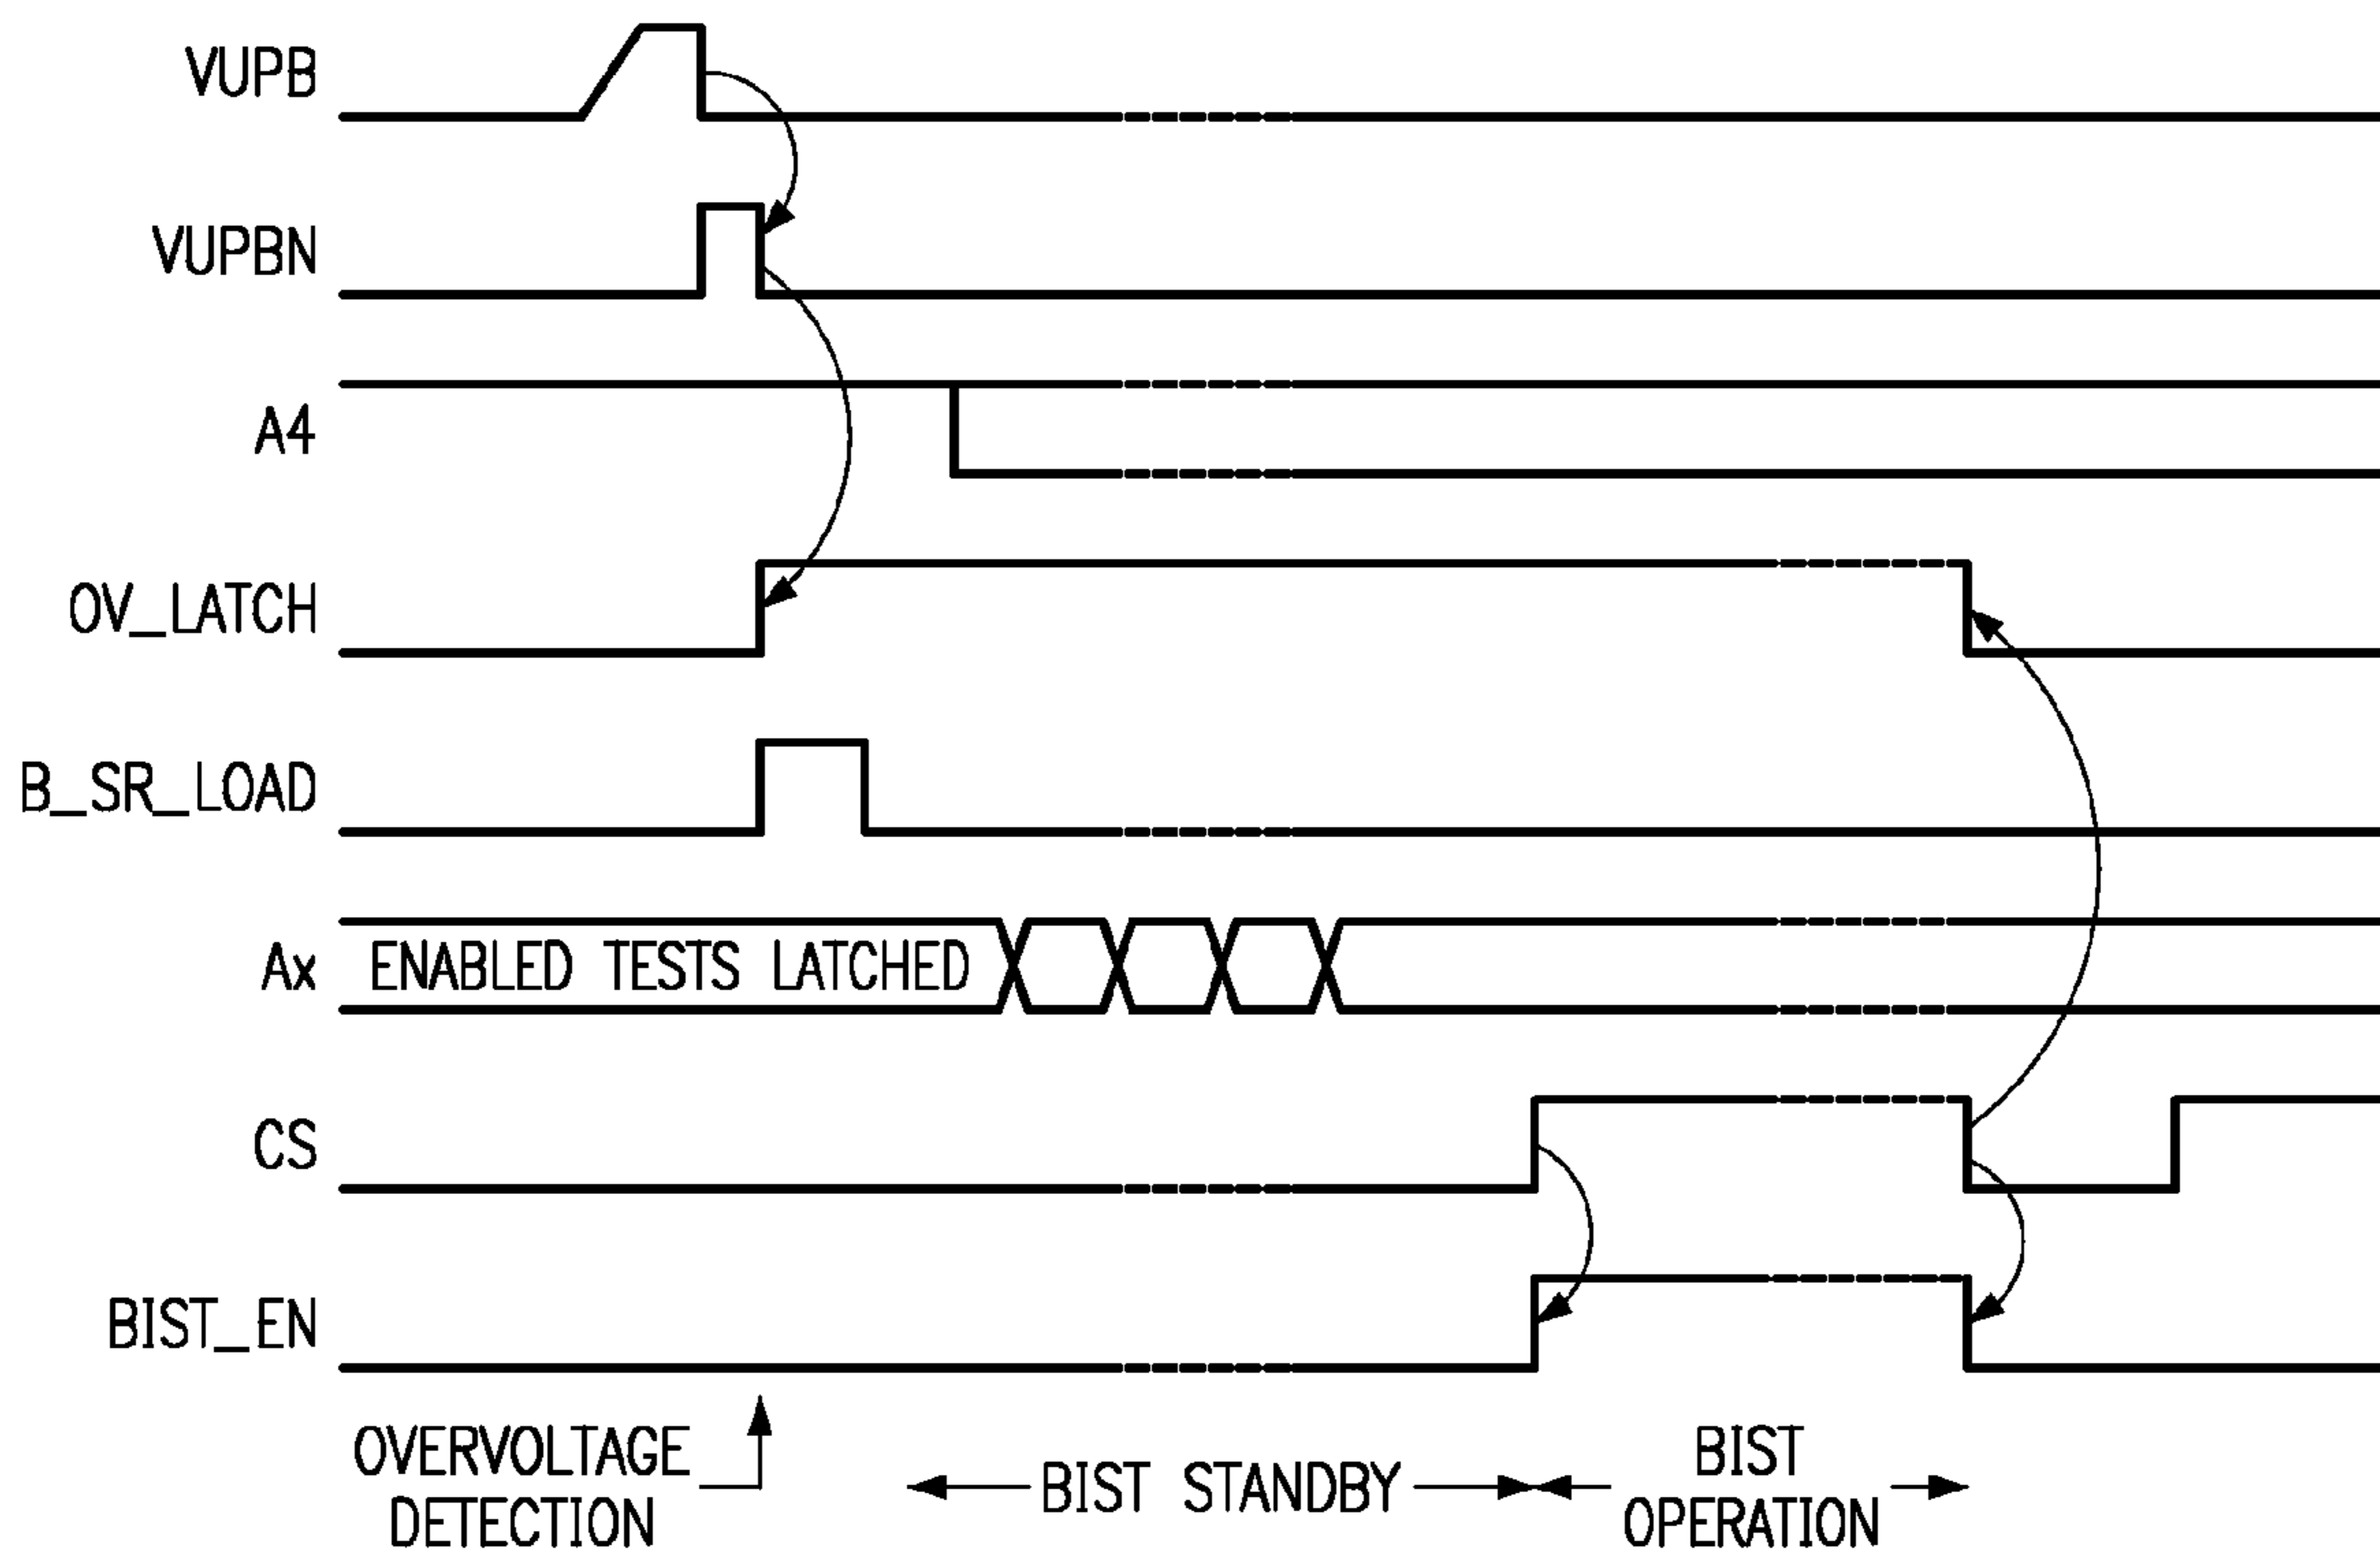 VUPB
VUPBN
A4
OV_LATCH
B_SR_LOAD
Ax ENABLED TESTS LATCHED
CS
BIST_EN
OVERVOLTAGE
DETECTION
BIST STANDBY
BIST
OPERATION